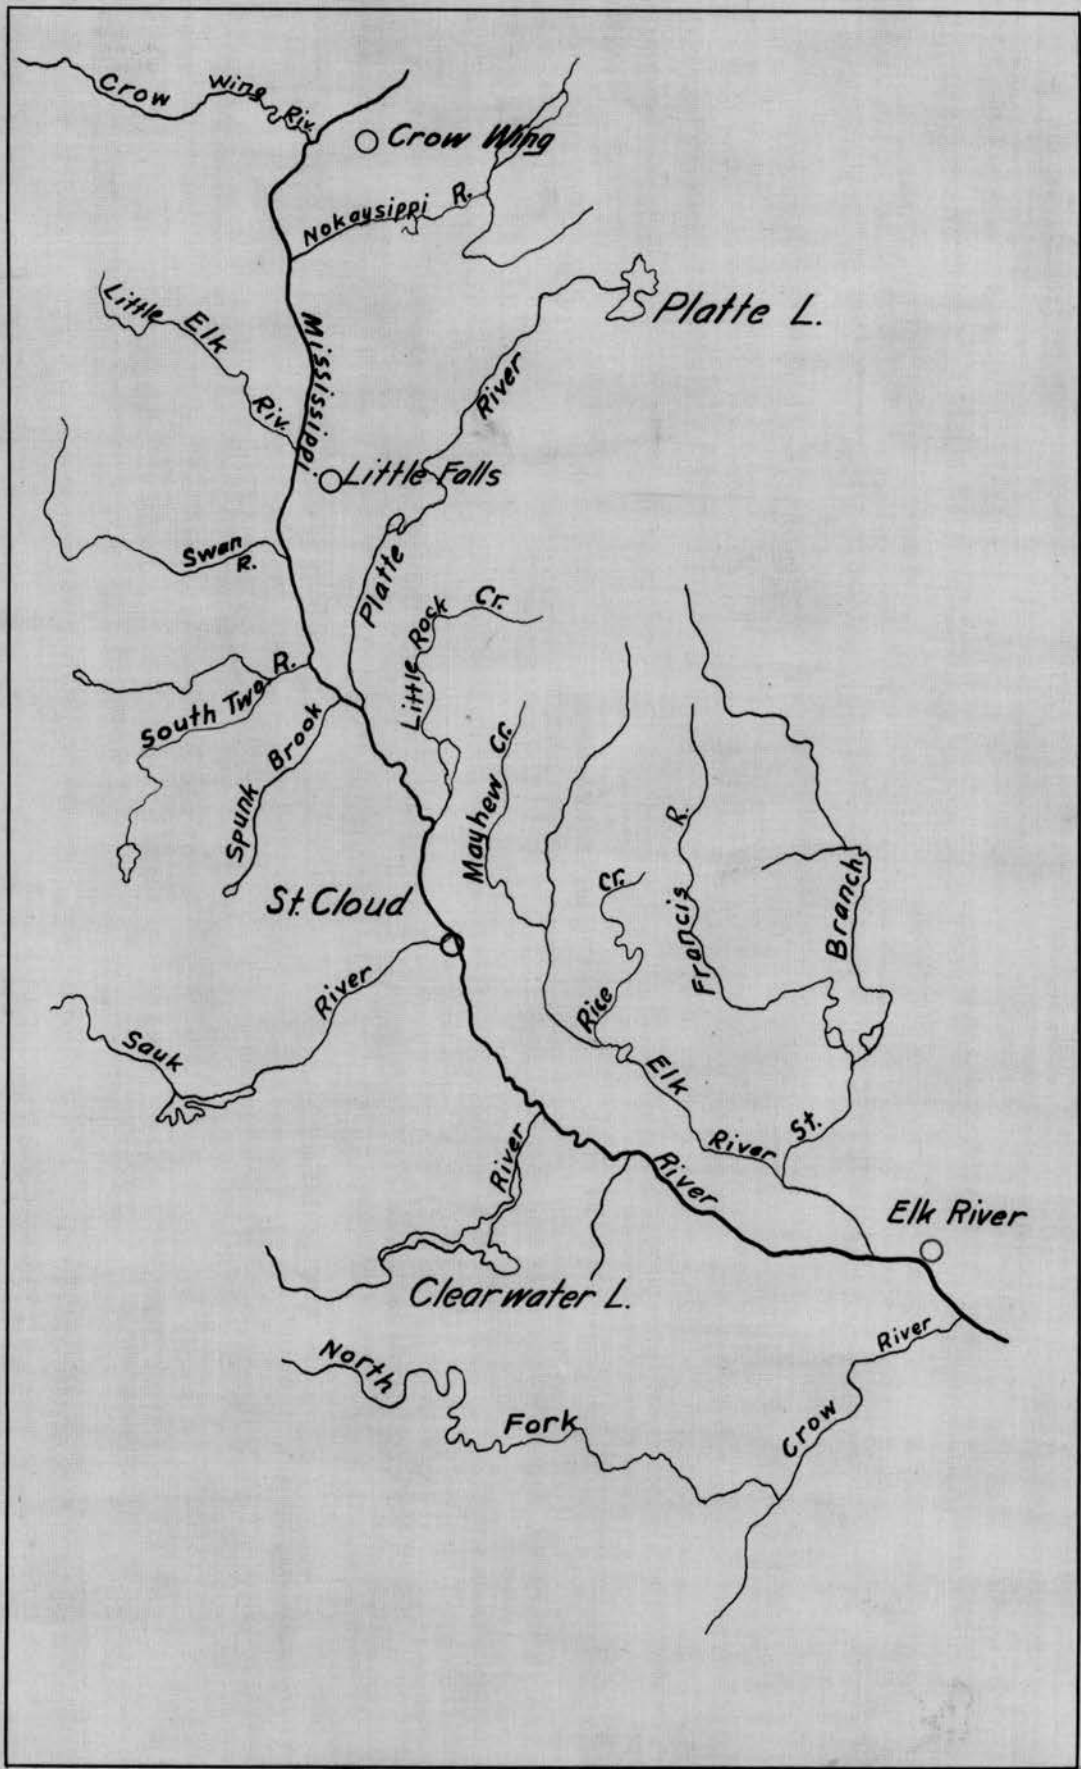 Crow Wing Riv.
Crow Wing
Nokaysippi R.
Platte L.
Little Elk Riv.
Mississippi
River
Little Falls
Swan R.
Platte
Little Rock Cr.
South Two R.
Spunk Brook
Mayhew Cr.
Francis R.
Branch
St. Cloud
Rice Cr.
Sauk River
Elk River
St.
River
River
Elk River
Clearwater L.
North Fork
Crow River